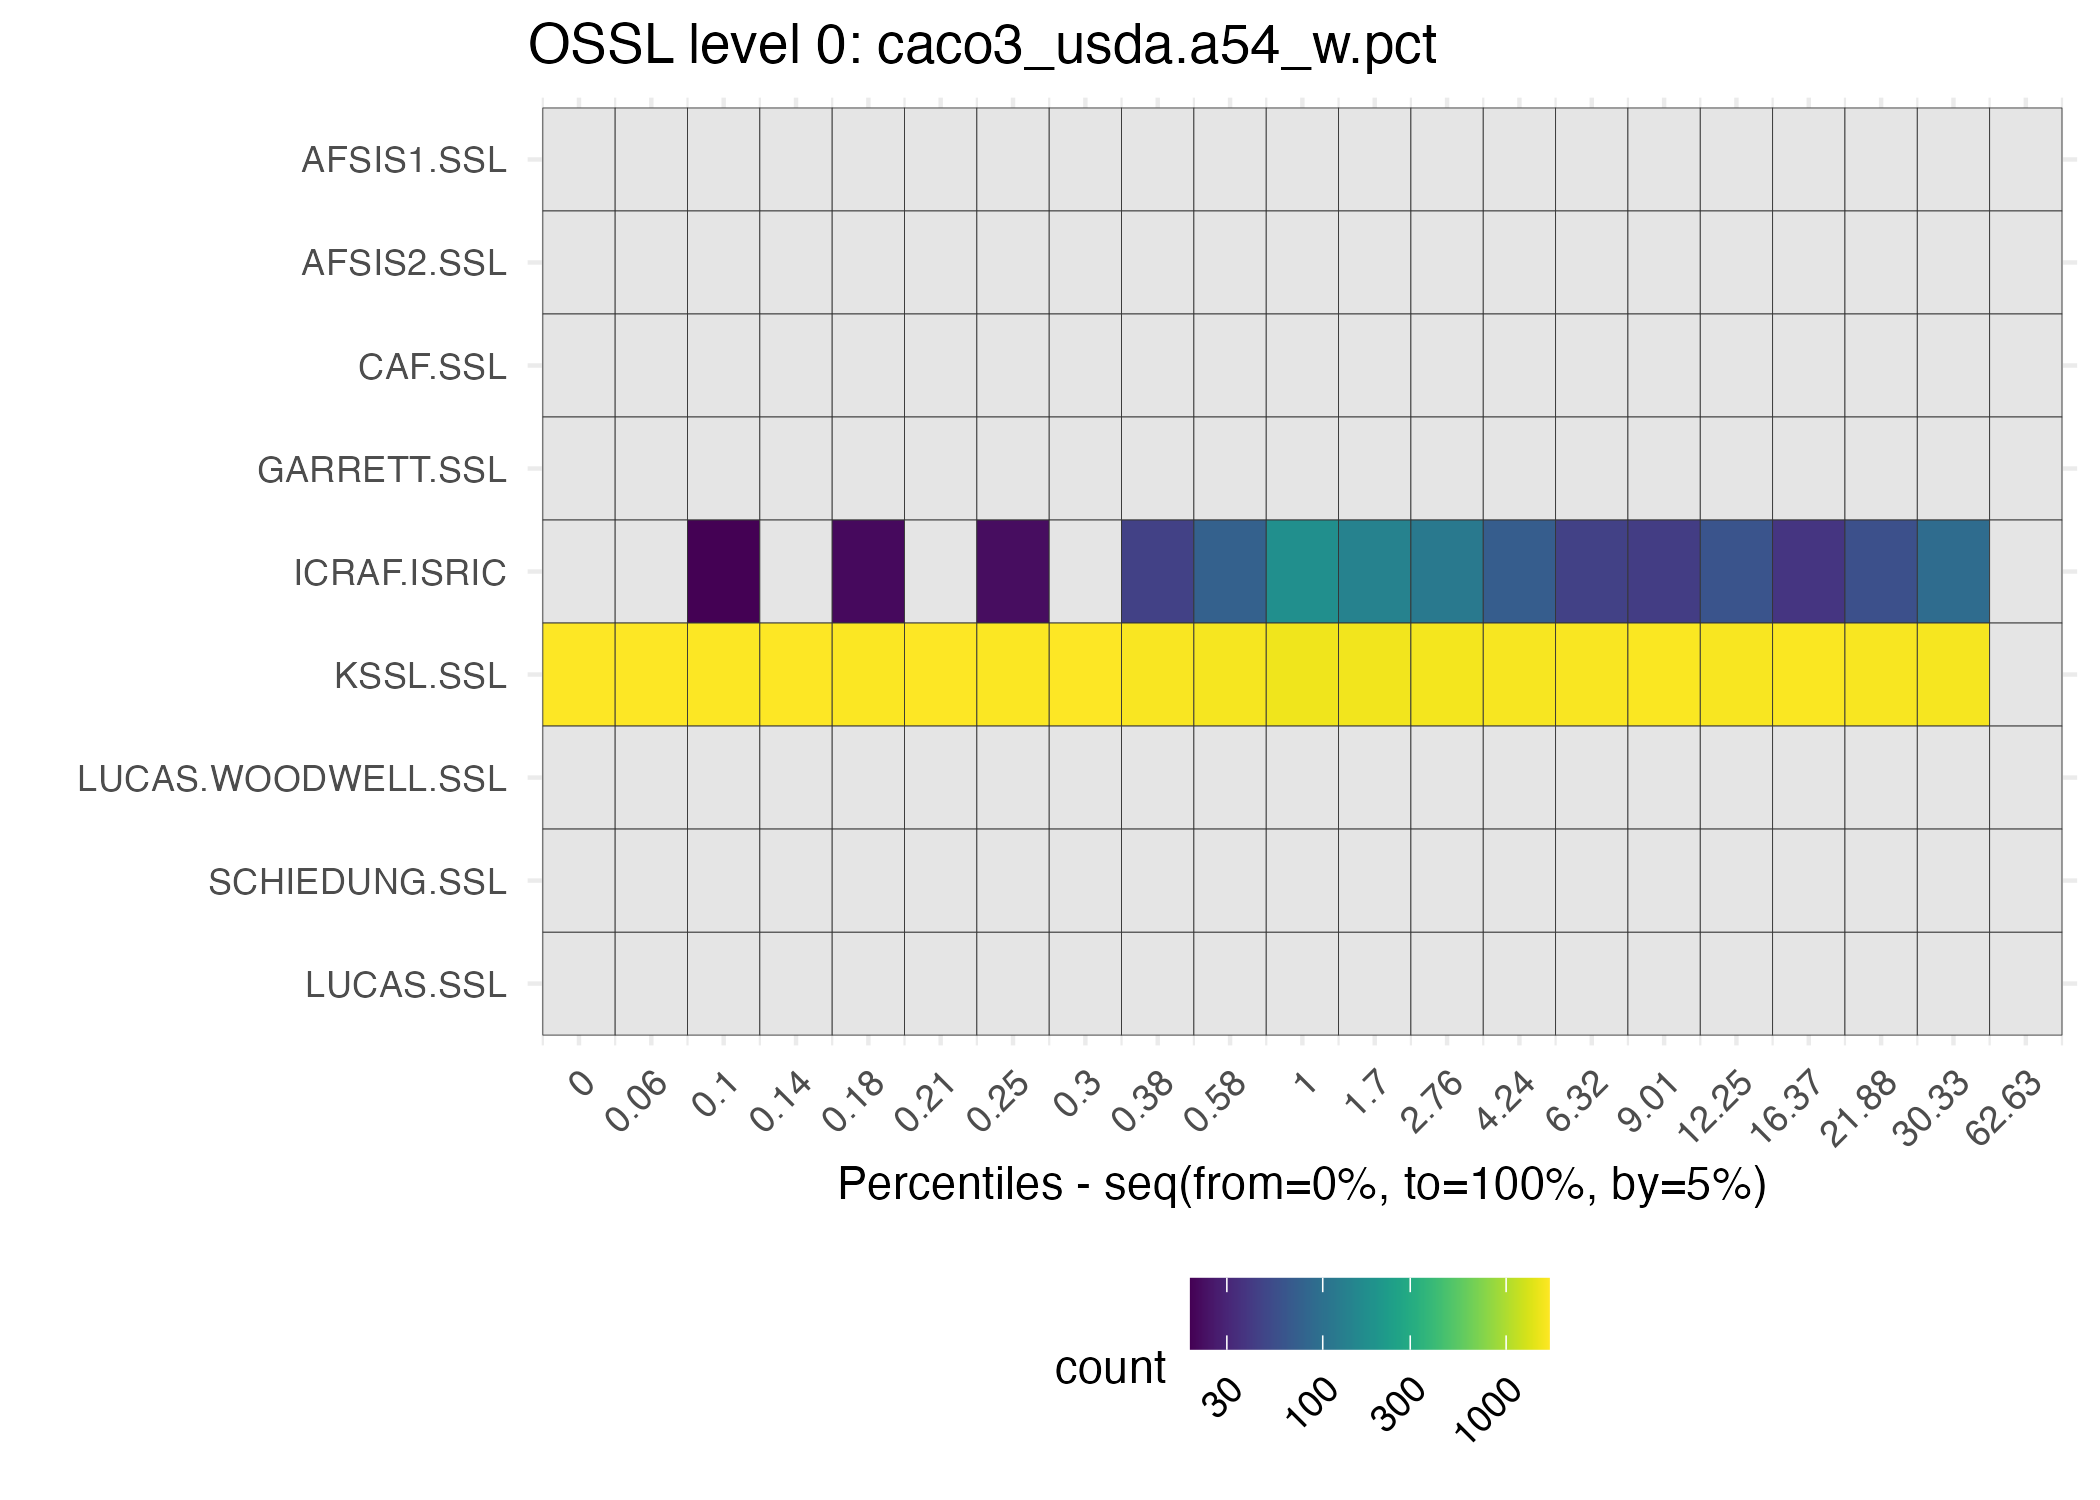 OSSL level 0: caco3_usda.a54_w.pct
AFSIS1.SSL
AFSIS2.SSL
CAF.SSL
GARRETT.SSL
ICRAF.ISRIC
KSSL.SSL
LUCAS.WOODWELL.SSL
SCHIEDUNG.SSL
LUCAS.SSL
0 0.06 0.1 0.14 0.18 0.21 0.25 0.3 0.38 0.58 1 1.7 2.76 4.24 6.32 9.01 12.25 16.37 21.88 30.33 62.63
Percentiles - seq(from=0%, to=100%, by=5%)
count
30 100 300 1000